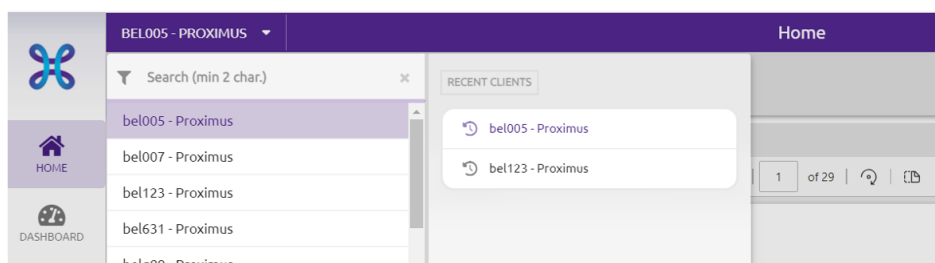 BEL005 - PROXIMUS
Home
Search (min 2 char.)
RECENT CLIENTS
bel005 - Proximus
bel007 - Proximus
bel123 - Proximus
bel631 - Proximus
bel005 - Proximus
bel123 - Proximus
HOME
DASHBOARD
1 of 29